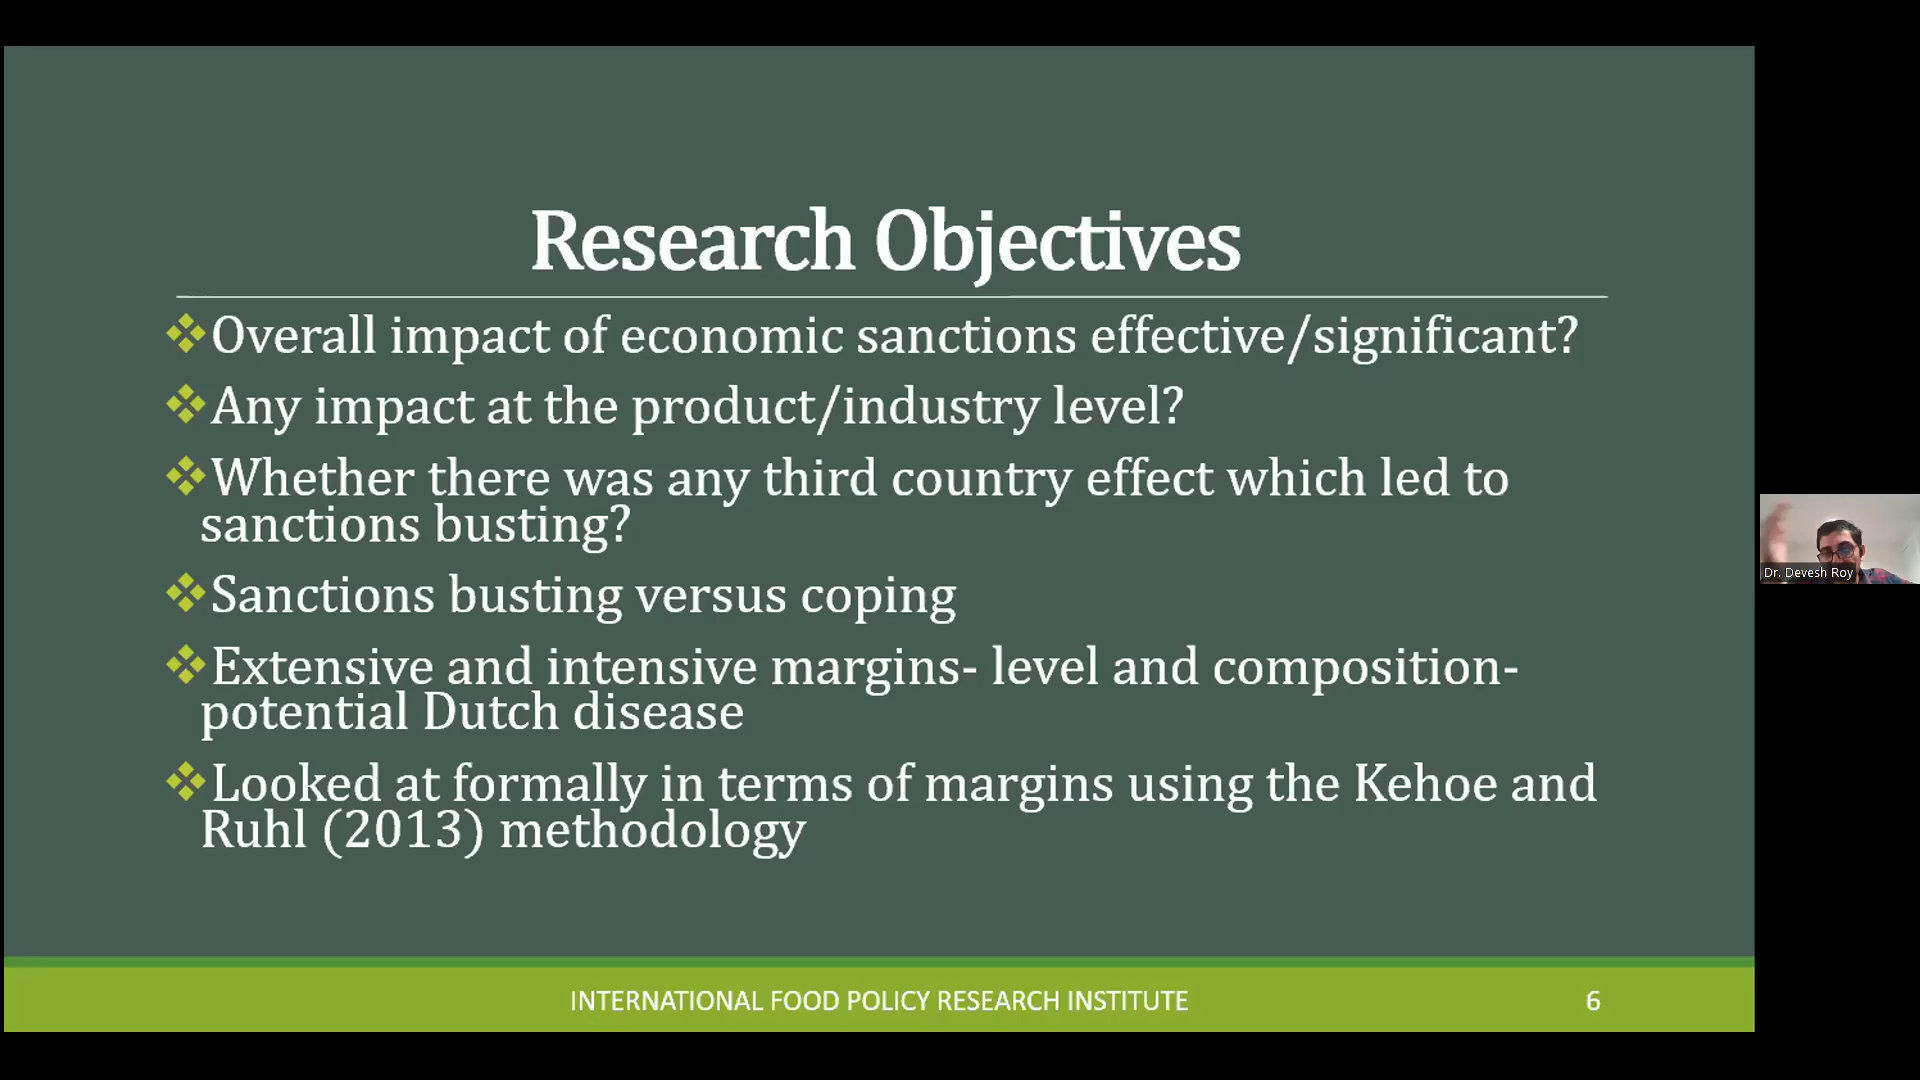 Research Objectives
Overall impact of economic sanctions effective/significant?
Any impact at the product/industry level?
Whether there was any third country effect which led to
sanctions busting?
Sanctions busting versus coping
Extensive and intensive margins- level and composition-
potential Dutch disease
Looked at formally in terms of margins using the Kehoe and
Ruhl (2013) methodology
INTERNATIONAL FOOD POLICY RESEARCH INSTITUTE
6
Dr. Devesh Roy